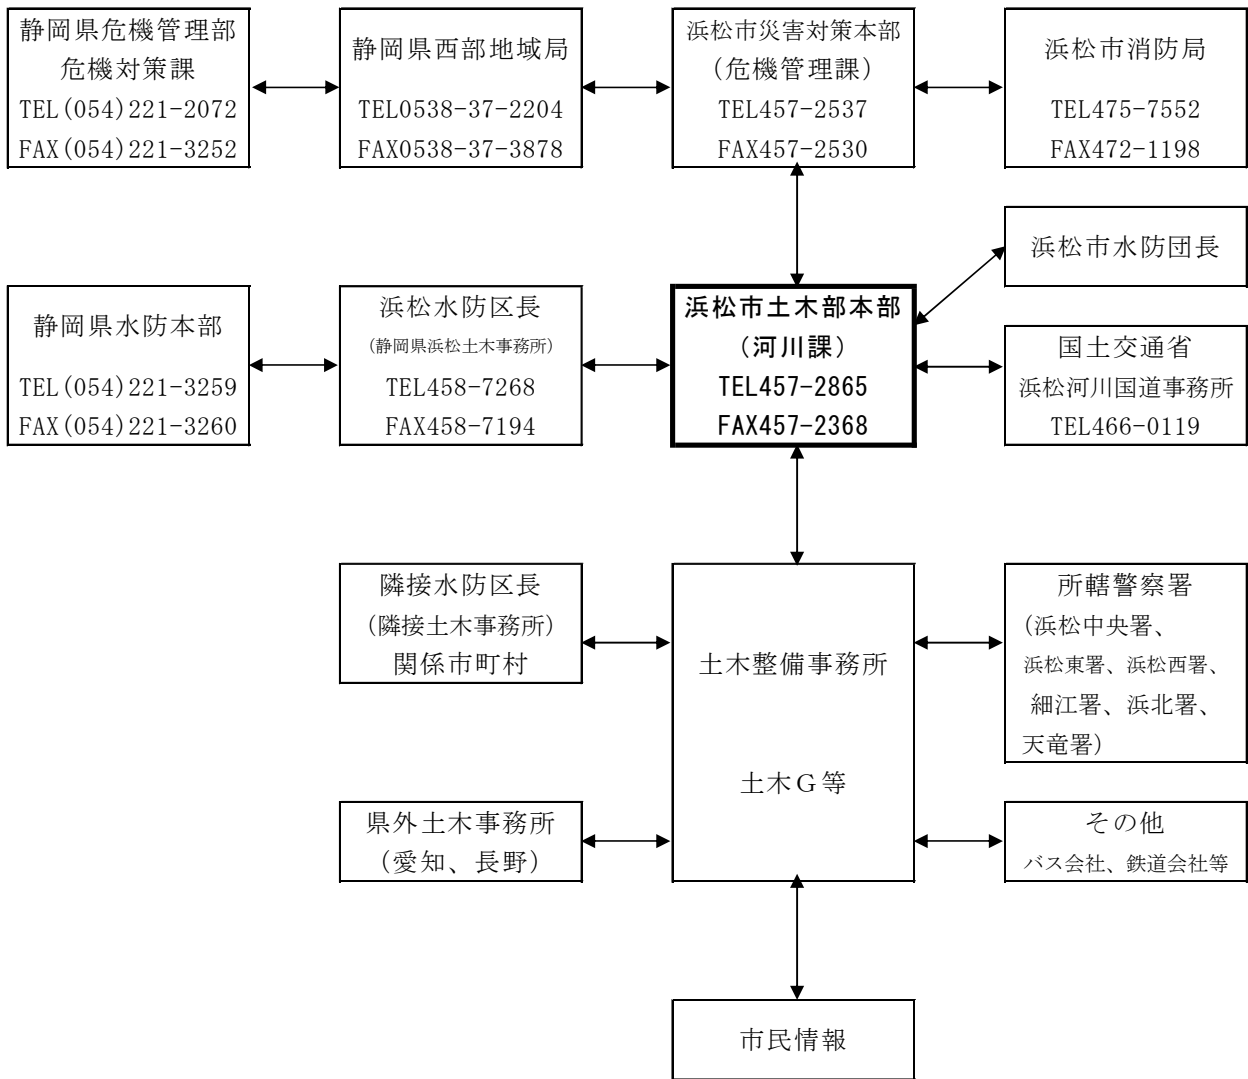 静岡県危機管理部
危機対策課
TEL(054)221-2072
FAX(054)221-3252
静岡県西部地域局
TEL0538-37-2204
FAX0538-37-3878
浜松市災害対策本部
(危機管理課)
TEL457-2537
FAX457-2530
浜松市消防局
TEL475-7552
FAX472-1198
浜松市水防団長
静岡県水防本部
TEL(054)221-3259
FAX(054)221-3260
浜松水防区長
(静岡県浜松土木事務所)
TEL458-7268
FAX458-7194
浜松市土木部本部
(河川課)
TEL457-2865
FAX457-2368
国土交通省
浜松河川国道事務所
TEL466-0119
隣接水防区長
(隣接土木事務所)
関係市町村
土木整備事務所
土木G等
所轄警察署
(浜松中央署、
浜松東署、浜松西署、
細江署、浜北署、
天竜署)
県外土木事務所
(愛知、長野)
その他
バス会社、鉄道会社等
市民情報